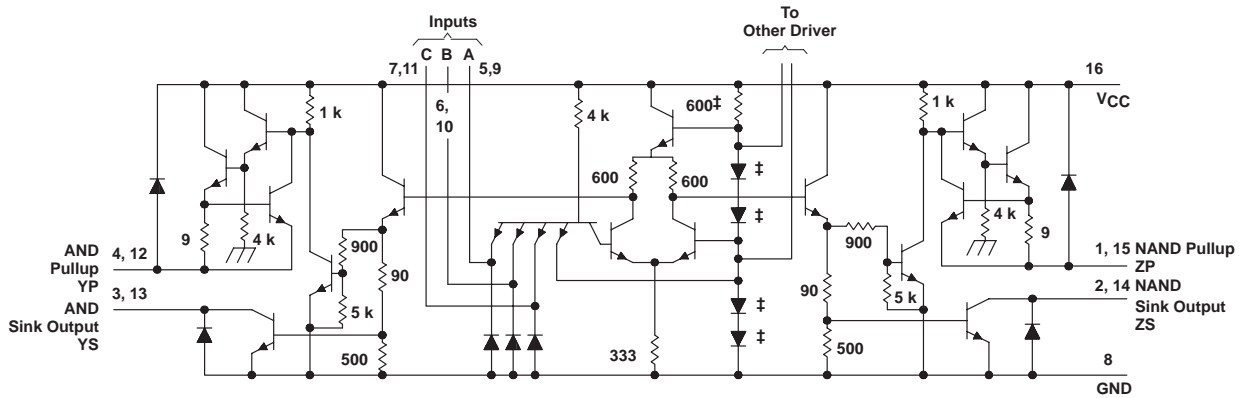 To
Other Driver
Inputs
C B A
7,11
5,9
6,
10
16
VCC
1 k
4 k
600‡
1 k
‡
600
600
‡
9
4 k
900
900
4 k
9
AND
Pullup
YP
4, 12
90
5 k
90
5 k
1, 15 NAND Pullup
ZP
AND
Sink Output
YS
3, 13
2, 14 NAND
Sink Output
ZS
‡
‡
500
333
500
8
GND